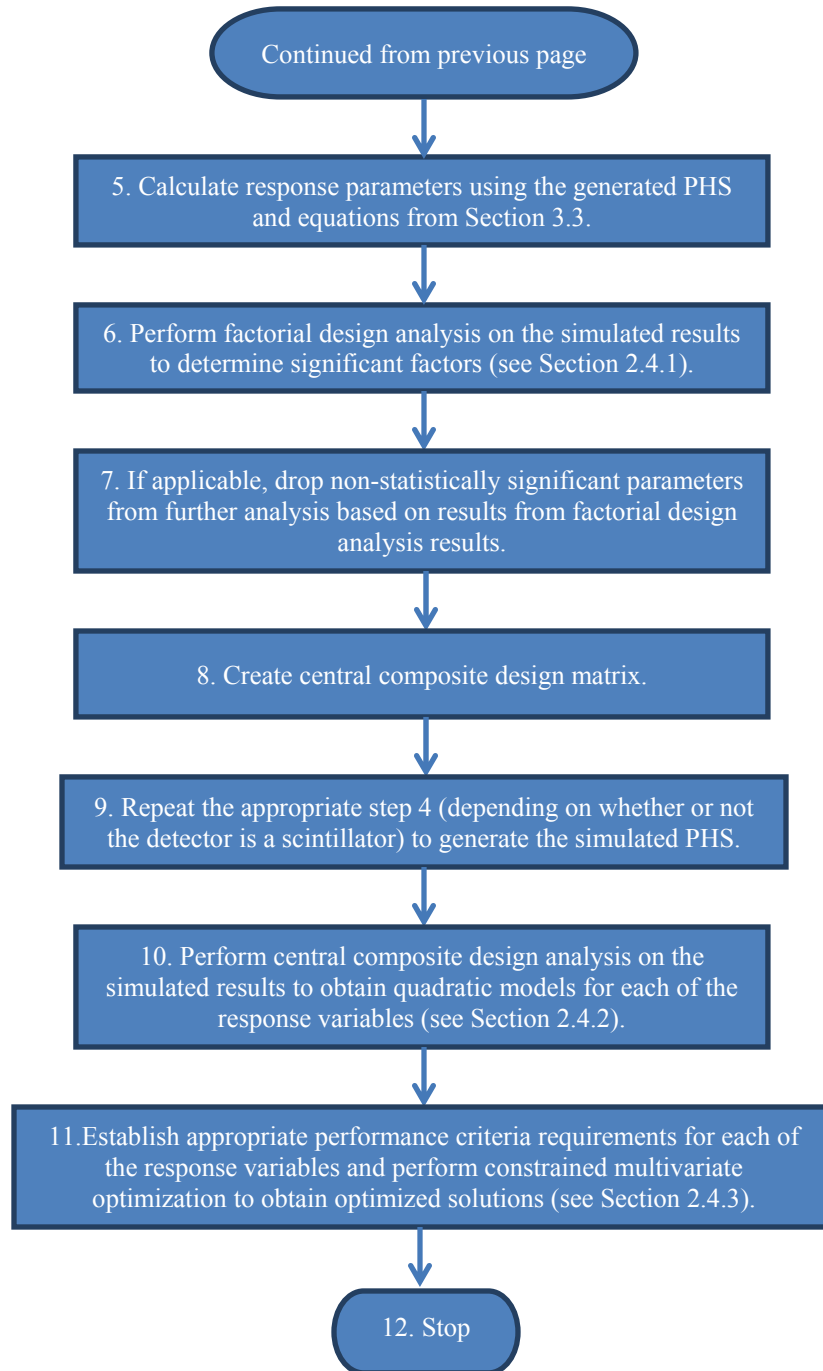 Continued from previous page
5. Calculate response parameters using the generated PHS
and equations from Section 3.3.
6. Perform factorial design analysis on the simulated results
to determine significant factors (see Section 2.4.1).
7. If applicable, drop non-statistically significant parameters
from further analysis based on results from factorial design
analysis results.
8. Create central composite design matrix.
9. Repeat the appropriate step 4 (depending on whether or not
the detector is a scintillator) to generate the simulated PHS.
10. Perform central composite design analysis on the
simulated results to obtain quadratic models for each of the
response variables (see Section 2.4.2).
11.Establish appropriate performance criteria requirements for each of
the response variables and perform constrained multivariate
optimization to obtain optimized solutions (see Section 2.4.3).
12. Stop